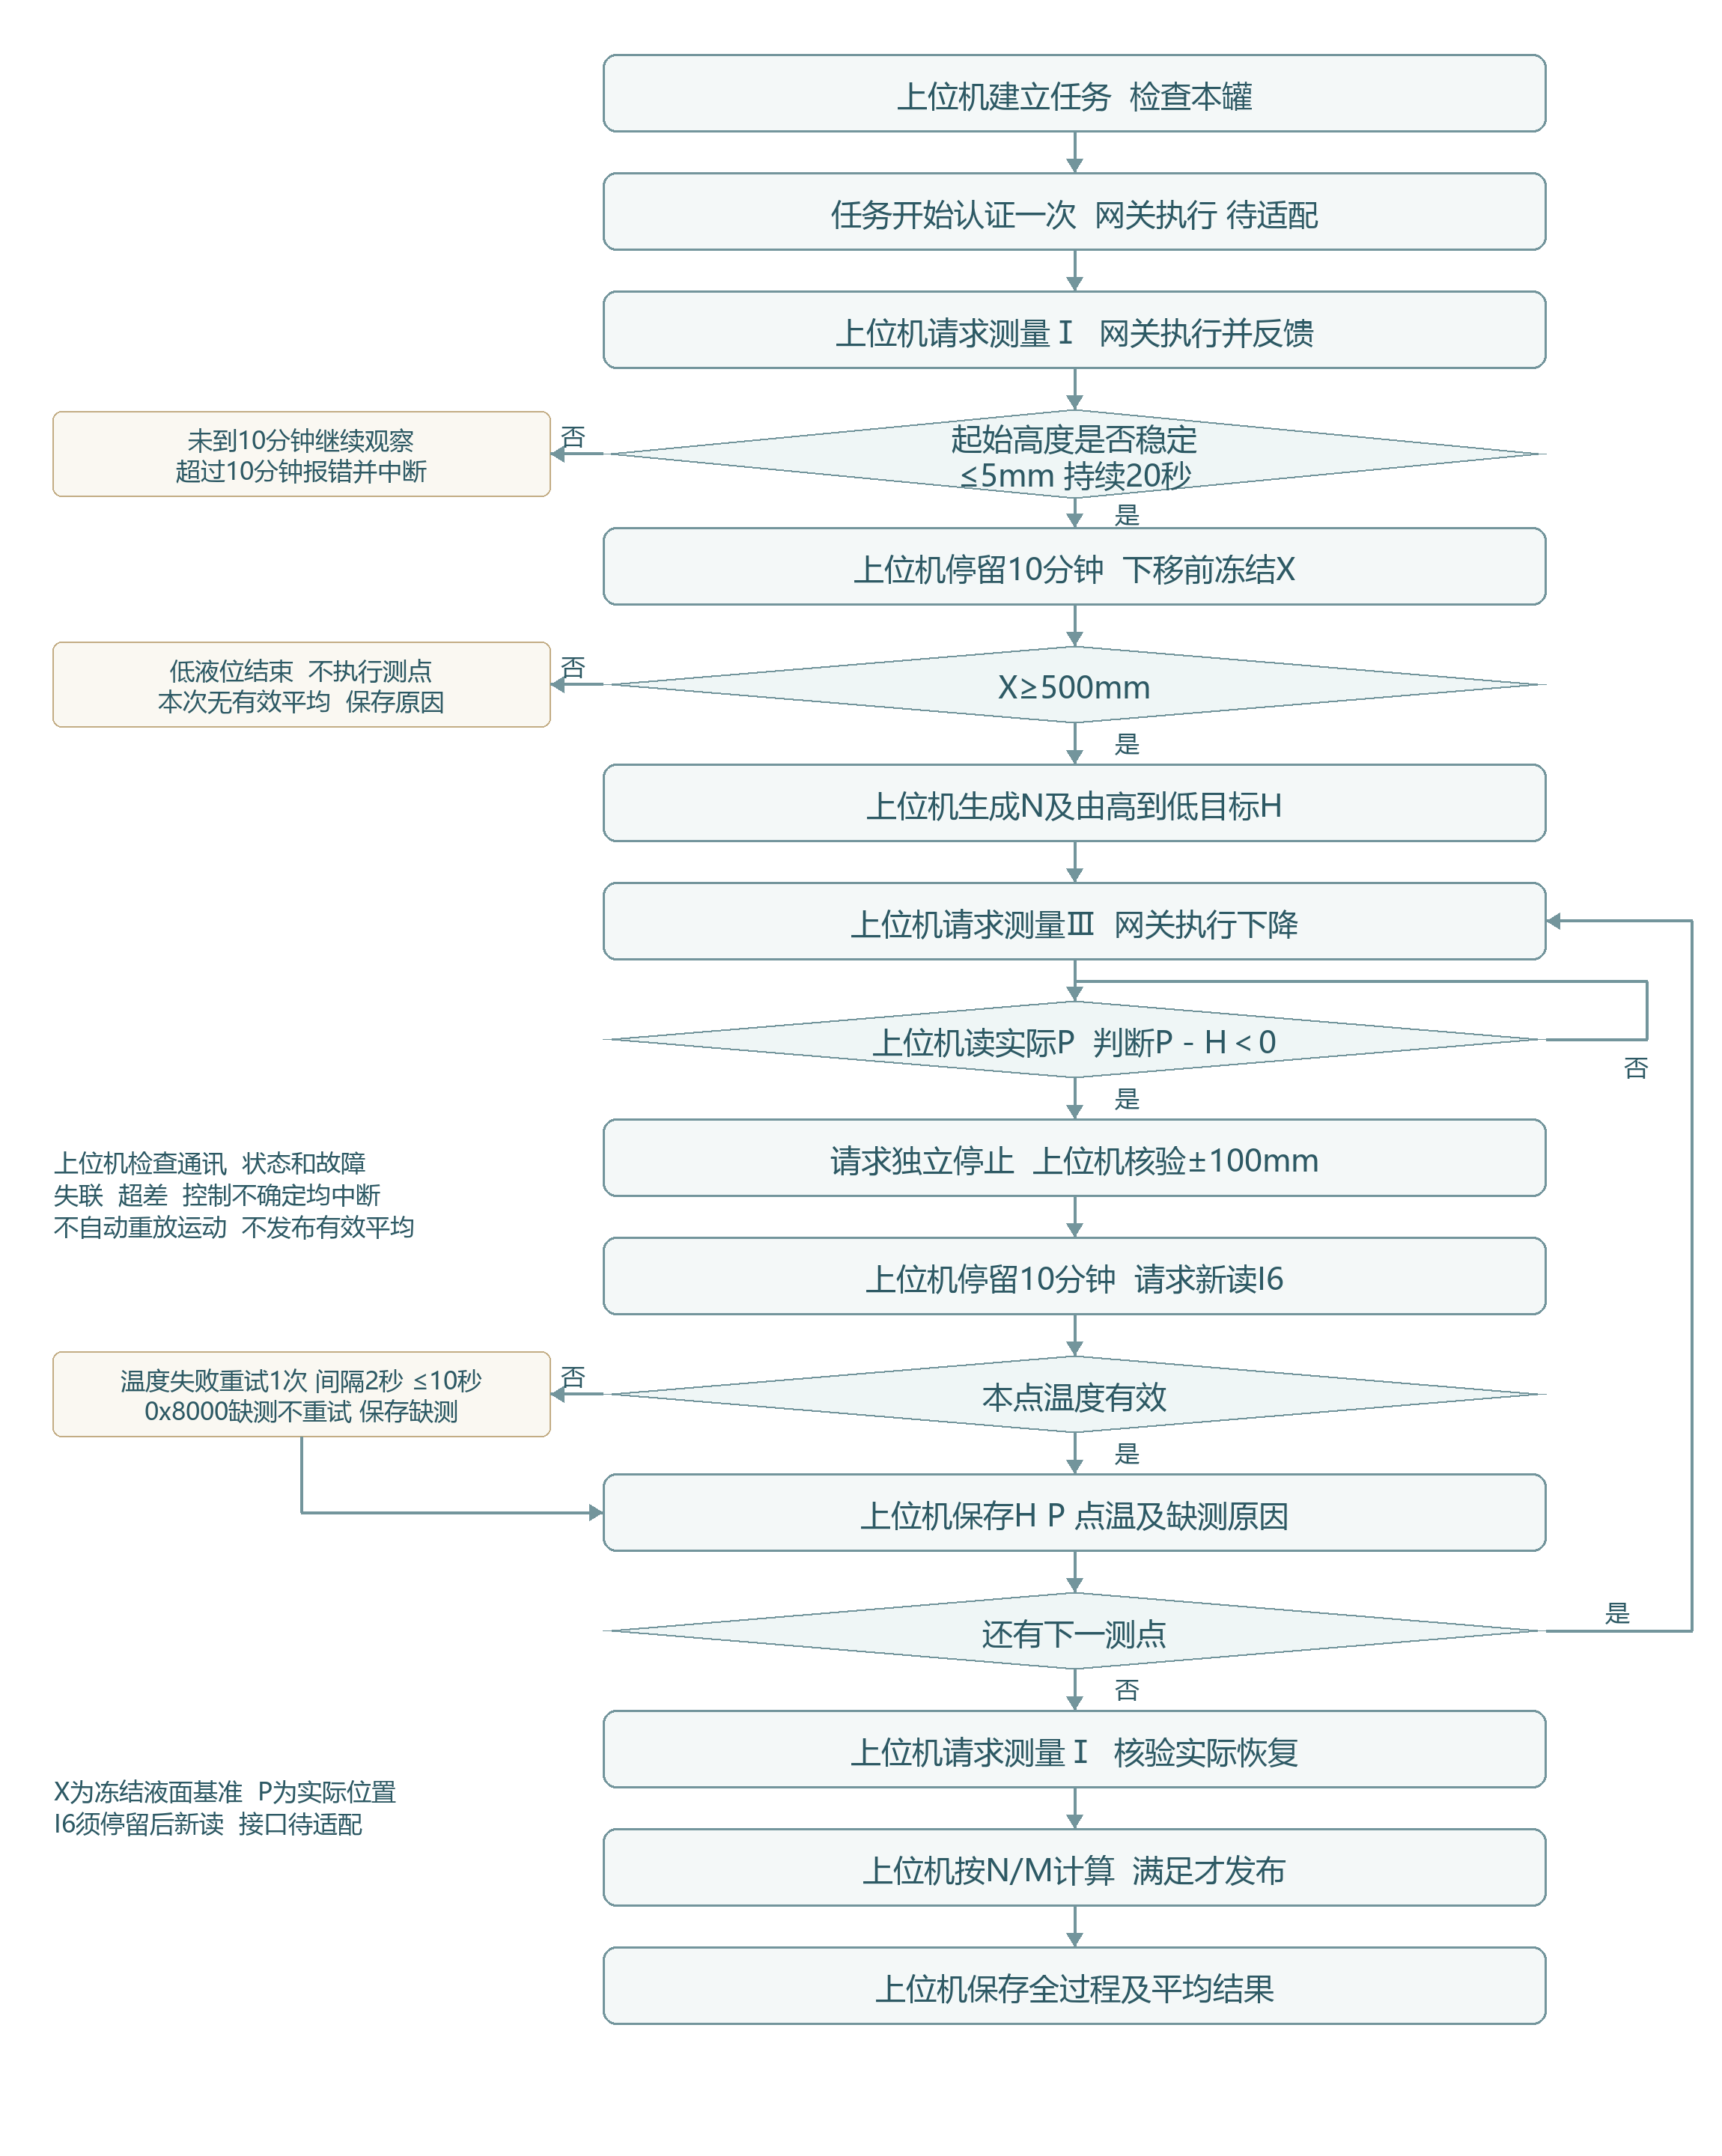 上位机建立任务 检查本罐
任务开始认证一次 网关执行 待适配
上位机请求测量Ⅰ 网关执行并反馈
起始高度是否稳定
≤5mm 持续20秒
否
未到10分钟继续观察
超过10分钟报错并中断
是
上位机停留10分钟 下移前冻结X
X≥500mm
否
低液位结束 不执行测点
本次无有效平均 保存原因
是
上位机生成N及由高到低目标H
上位机请求测量Ⅲ 网关执行下降
上位机读实际P 判断P - H < 0
否
是
请求独立停止 上位机核验±100mm
上位机检查通讯 状态和故障
失联 超差 控制不确定均中断
不自动重放运动 不发布有效平均
上位机停留10分钟 请求新读I6
本点温度有效
否
温度失败重试1次 间隔2秒 ≤10秒
0x8000缺测不重试 保存缺测
是
上位机保存H P 点温及缺测原因
还有下一测点
是
否
上位机请求测量Ⅰ 核验实际恢复
X为冻结液面基准 P为实际位置
I6须停留后新读 接口待适配
上位机按N/M计算 满足才发布
上位机保存全过程及平均结果